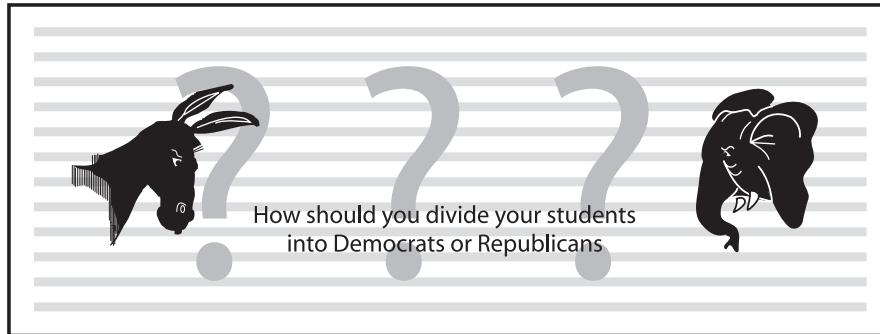 ? ? ?
How should you divide your students
into Democrats or Republicans